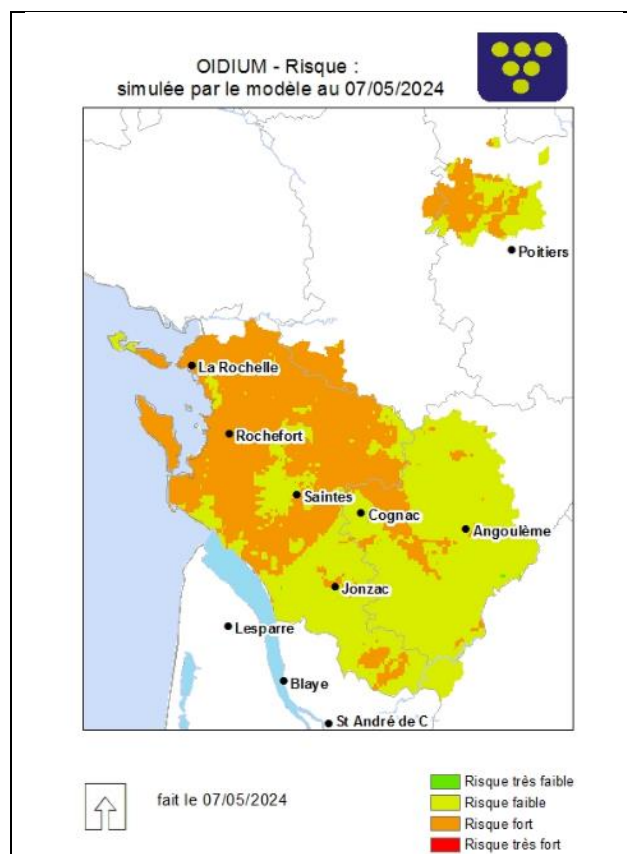 OIDIUM - Risque :
simulée par le modèle au 07/05/2024
Poitiers
La Rochelle
Rochefort
Saintes
Cognac
Angoulème
Jonzac
Lesparre
Blaye
St André de C
fait le 07/05/2024
Risque très faible
Risque faible
Risque fort
Risque très fort